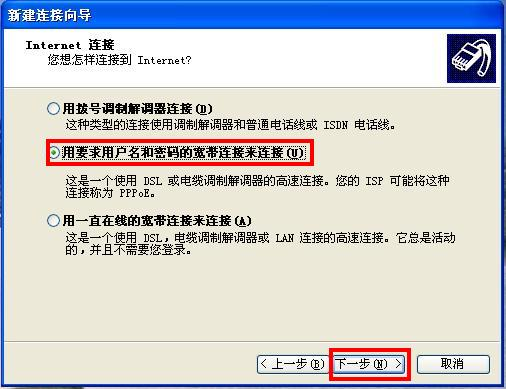 新建连接向导
Internet 连接
您想怎样连接到 Internet?
用拨号调制解调器连接(D)
这种类型的连接使用调制解调器和普通电话线或 ISDN 电话线。
用要求用户名和密码的宽带连接来连接(U)
这是一个使用 DSL 或电缆调制解调器的高速连接。您的 ISP 可能将这种
连接称为 PPPoE。
用一直在线的宽带连接来连接(A)
这是一个使用 DSL,电缆调制解调器或 LAN 连接的高速连接。它总是活动
的,并且不需要您登录。
< 上一步(B)
下一步(N) >
取消